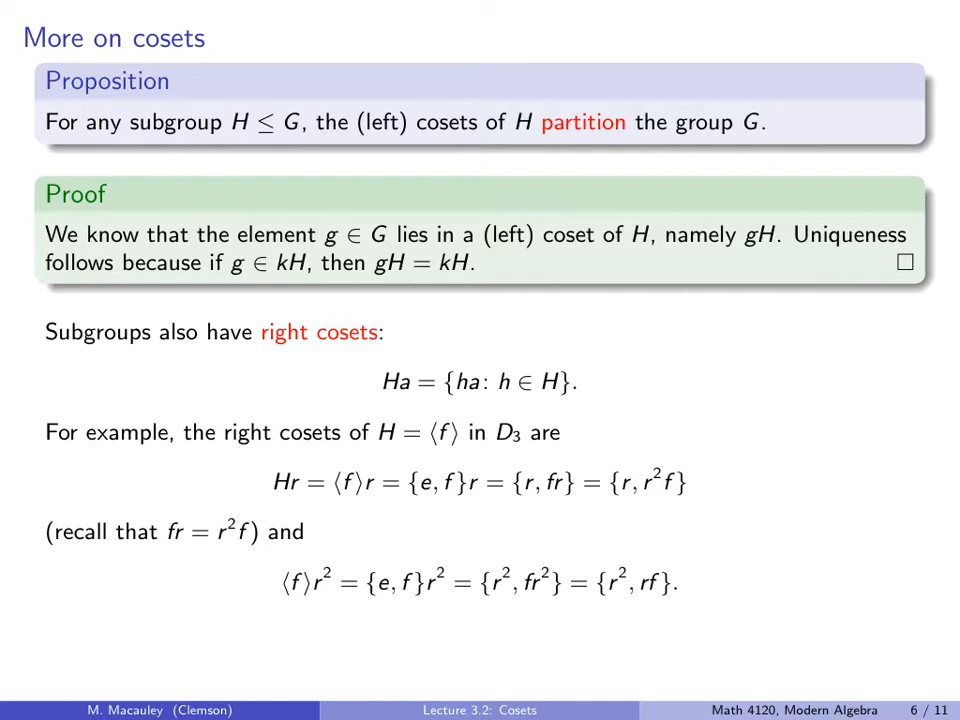 More on cosets
Proposition
For any subgroup H ≤ G, the (left) cosets of H partition the group G.
Proof
We know that the element g ∈ G lies in a (left) coset of H, namely gH. Uniqueness
follows because if g ∈ kH, then gH = kH. □
Subgroups also have right cosets:
Ha = {ha: h ∈ H}.
For example, the right cosets of H = ⟨f⟩ in D₃ are
Hr = ⟨f⟩r = {e, f}r = {r, fr} = {r, r²f}
(recall that fr = r²f) and
⟨f⟩r² = {e, f}r² = {r², fr²} = {r², rf}.
M. Macauley (Clemson) Lecture 3.2: Cosets Math 4120, Modern Algebra 6 / 11